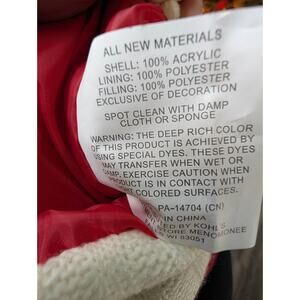 ALL NEW MATERIALS
SHELL: 100% ACRYLIC
LINING: 100% POLYESTER
FILLING: 100% POLYESTER
EXCLUSIVE OF DECORATION
SPOT CLEAN WITH DAMP
CLOTH OR SPONGE
WARNING: THE DEEP RICH COLOR
OF THIS PRODUCT IS ACHIEVED BY
USING SPECIAL DYES. THESE DYES
MAY TRANSFER WHEN WET OR
DAMP. EXERCISE CAUTION WHEN
PRODUCT IS IN CONTACT WITH
COLORED SURFACES.
PA-14704 (CN)
IN CHINA
BY KOHL'S
MENOMONEE
WI 53051